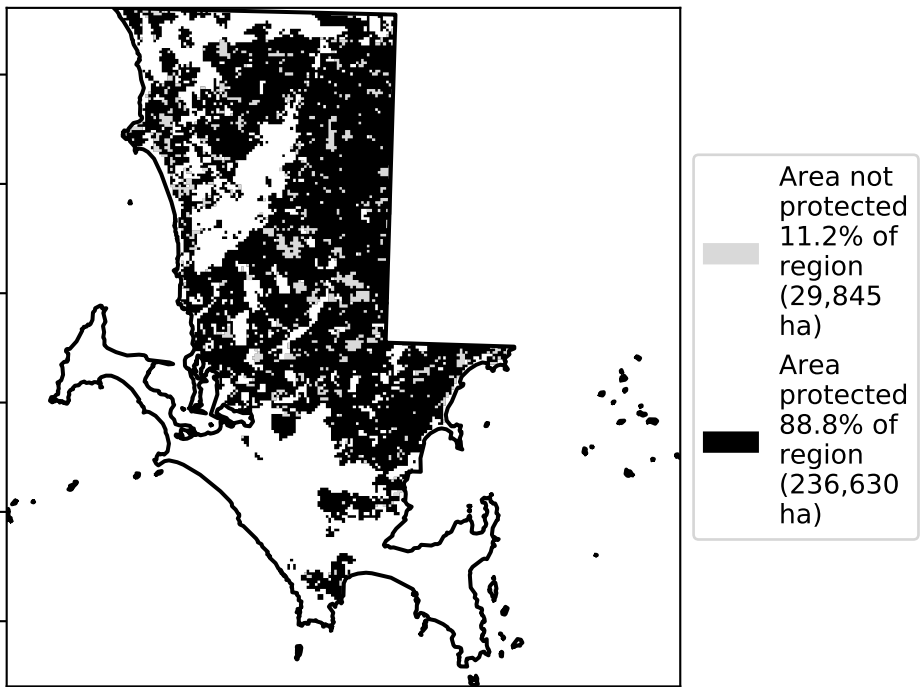 Area not
protected
11.2% of
region
(29,845
ha)
Area
protected
88.8% of
region
(236,630
ha)